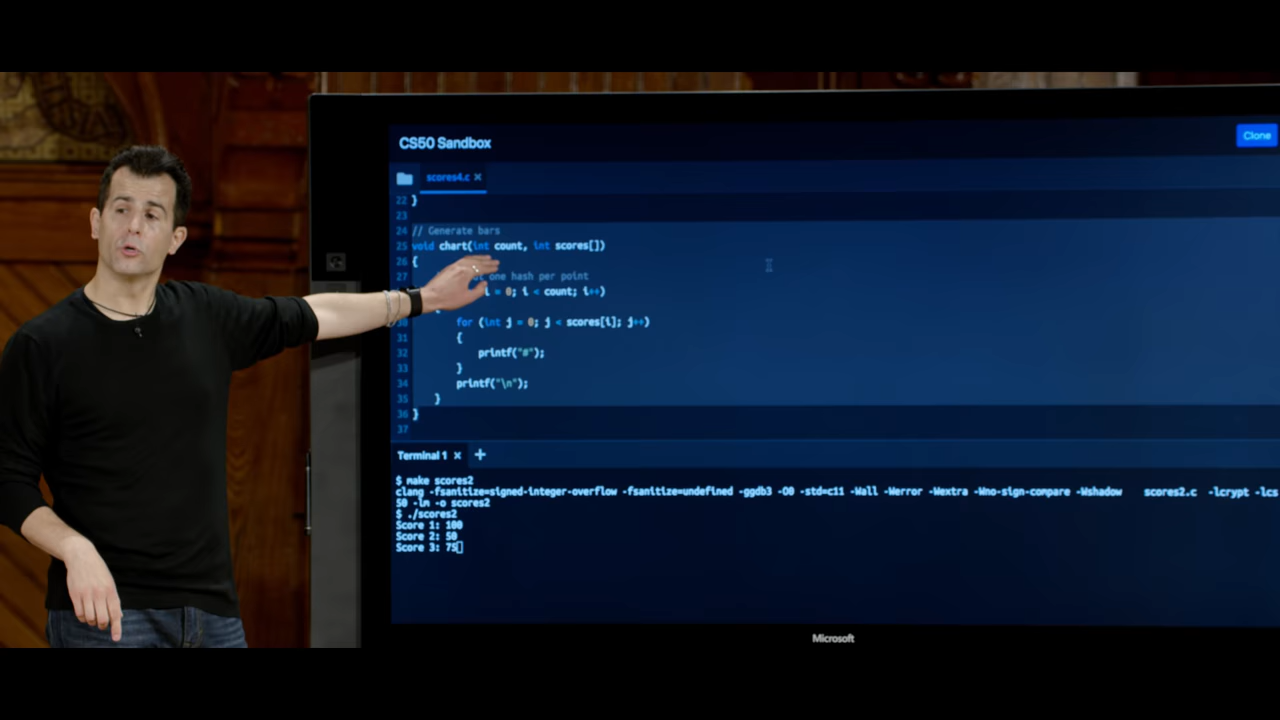 CS50 Sandbox
Clone
scores4.c ×
22 }
23
24 // Generate bars
25 void chart(int count, int scores[])
26 {
27 one hash per point
i = 0; i < count; i++)
30 for (int j = 0; j < scores[i]; j++)
31 {
32 printf("#");
33 }
34 printf("\n");
35 }
36 }
37
Terminal 1 × +
$ make scores2
clang -fsanitize=signed-integer-overflow -fsanitize=undefined -ggdb3 -O0 -std=c11 -Wall -Werror -Wextra -Wno-sign-compare -Wshadow scores2.c -lcrypt -lcs
50 -lm -o scores2
$ ./scores2
Score 1: 100
Score 2: 50
Score 3: 75
Microsoft